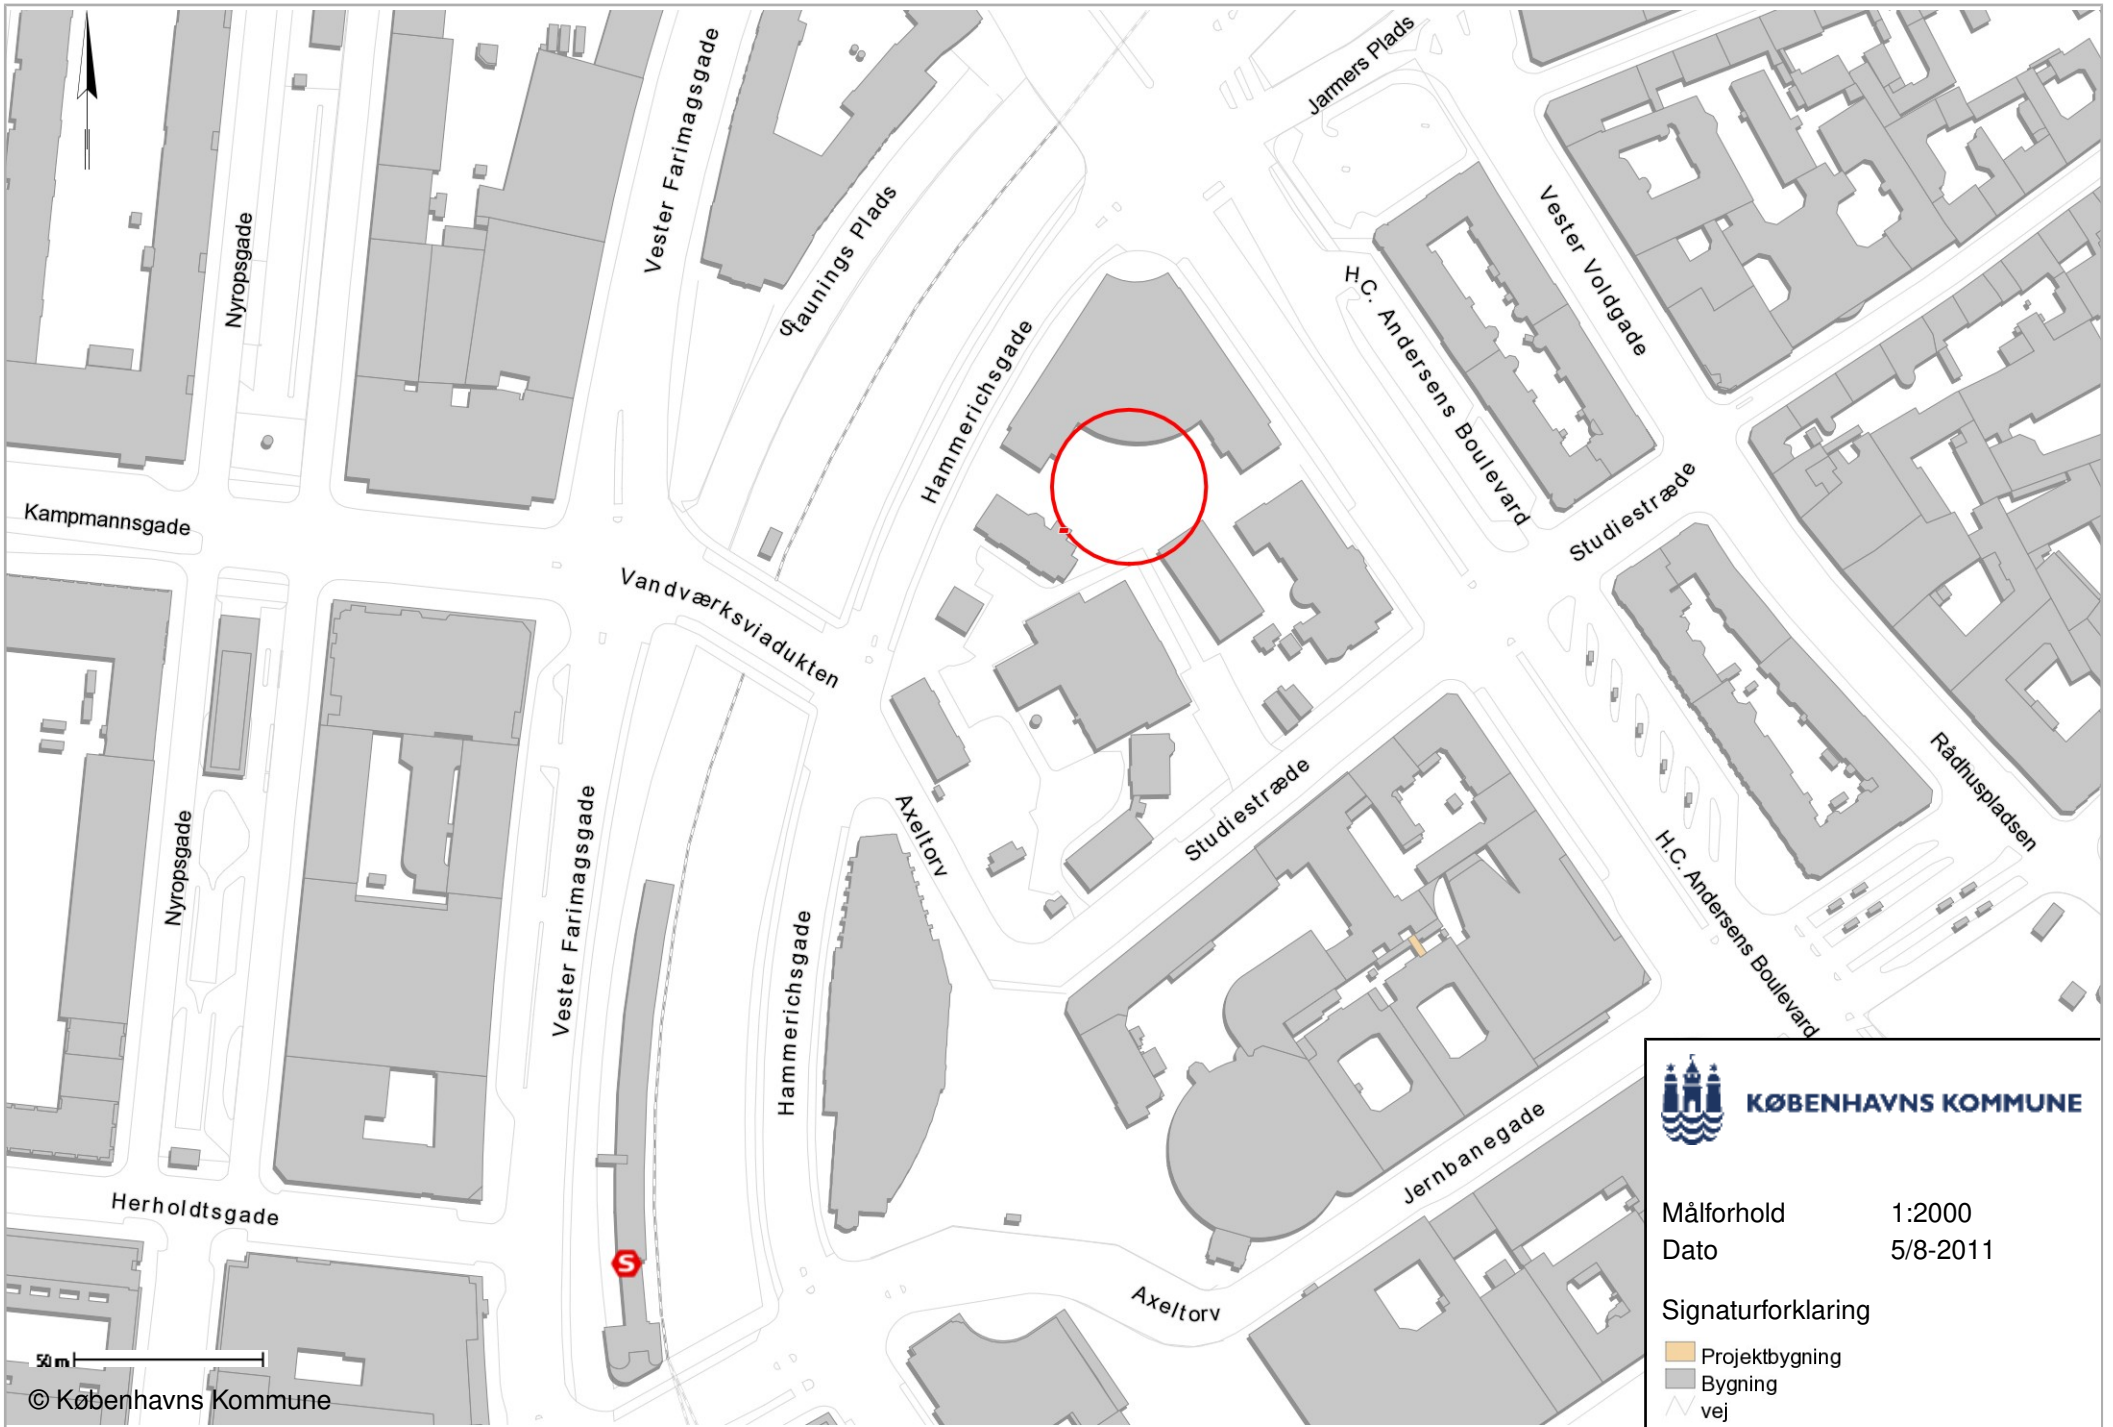 Jarmers Plads
Vester Farimagsgade
Staunings Plads
Nyropsgade
Vester Voldgade
H.C. Andersens Boulevard
Hammerichsgade
Kampmannsgade
Studiestræde
Vandværksviadukten
Rådhuspladsen
Axeltorv
Studiestræde
Nyropsgade
Vester Farimagsgade
H.C. Andersens Boulevard
Hammerichsgade
Jernbanegade
Herholdtsgade
S
Axeltorv
50 m
© Københavns Kommune
KØBENHAVNS KOMMUNE
Målforhold 1:2000
Dato 5/8-2011
Signaturforklaring
Projektbygning
Bygning
vej